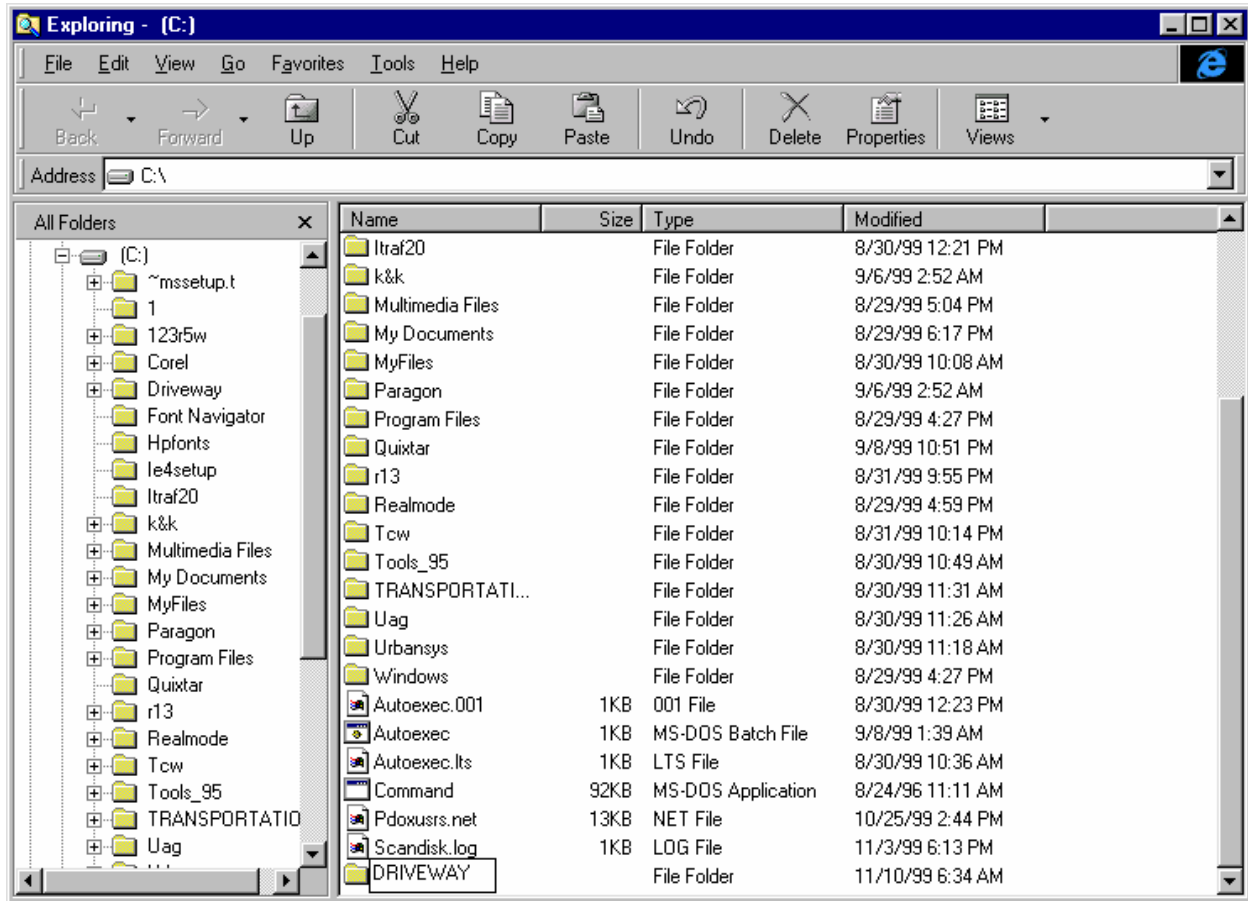 Exploring - (C:)
File Edit View Go Favorites Tools Help
Back Forward Up Cut Copy Paste Undo Delete Properties Views
Address C:\
All Folders
(C:)
~mssetup.t
1
123r5w
Corel
Driveway
Font Navigator
Hpfonts
Ie4setup
Itraf20
k&k
Multimedia Files
My Documents
MyFiles
Paragon
Program Files
Quixtar
r13
Realmode
Tcw
Tools_95
TRANSPORTATIO
Uag
Name Size Type Modified
Itraf20 File Folder 8/30/99 12:21 PM
k&k File Folder 9/6/99 2:52 AM
Multimedia Files File Folder 8/29/99 5:04 PM
My Documents File Folder 8/29/99 6:17 PM
MyFiles File Folder 8/30/99 10:08 AM
Paragon File Folder 9/6/99 2:52 AM
Program Files File Folder 8/29/99 4:27 PM
Quixtar File Folder 9/8/99 10:51 PM
r13 File Folder 8/31/99 9:55 PM
Realmode File Folder 8/29/99 4:59 PM
Tcw File Folder 8/31/99 10:14 PM
Tools_95 File Folder 8/30/99 10:49 AM
TRANSPORTATI... File Folder 8/30/99 11:31 AM
Uag File Folder 8/30/99 11:26 AM
Urbansys File Folder 8/30/99 11:18 AM
Windows File Folder 8/29/99 4:27 PM
Autoexec.001 1KB 001 File 8/30/99 12:23 PM
Autoexec 1KB MS-DOS Batch File 9/8/99 1:39 AM
Autoexec.lts 1KB LTS File 8/30/99 10:36 AM
Command 92KB MS-DOS Application 8/24/96 11:11 AM
Pdoxusrs.net 13KB NET File 10/25/99 2:44 PM
Scandisk.log 1KB LOG File 11/3/99 6:13 PM
DRIVEWAY File Folder 11/10/99 6:34 AM